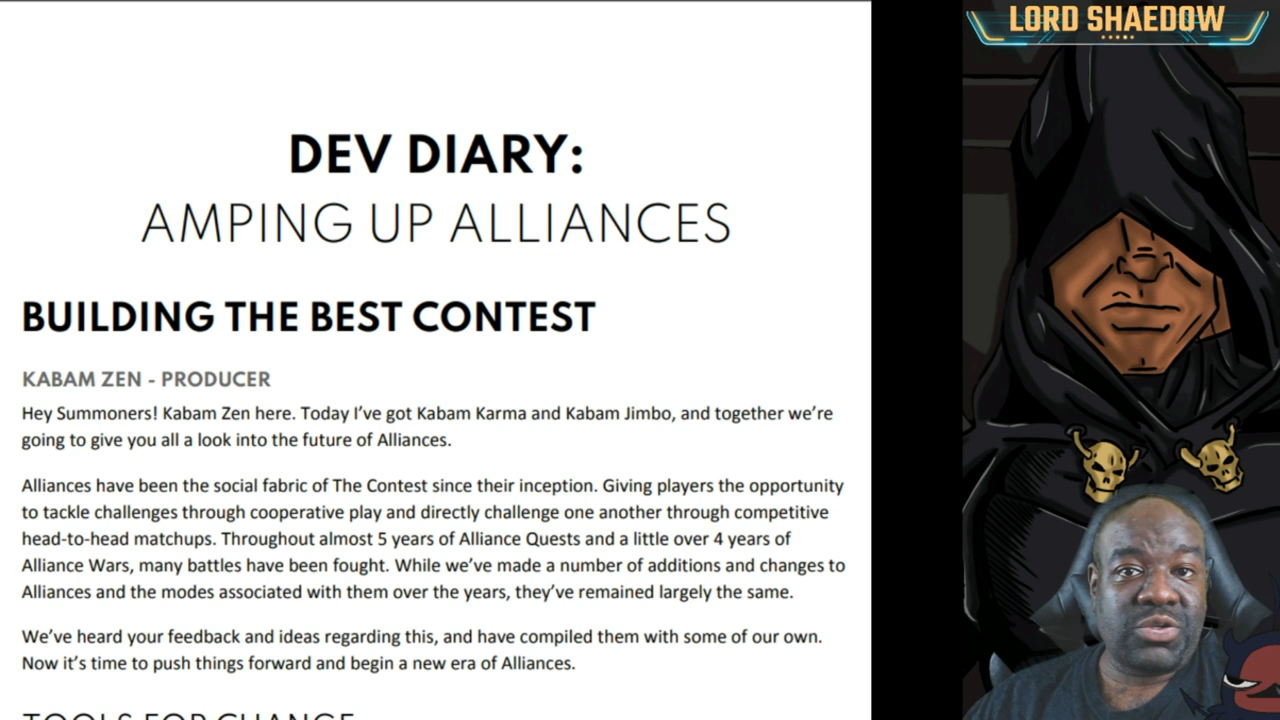 LORD SHAEDOW
DEV DIARY:
AMPING UP ALLIANCES
BUILDING THE BEST CONTEST
KABAM ZEN - PRODUCER
Hey Summoners! Kabam Zen here. Today I've got Kabam Karma and Kabam Jimbo, and together we're
going to give you all a look into the future of Alliances.
Alliances have been the social fabric of The Contest since their inception. Giving players the opportunity
to tackle challenges through cooperative play and directly challenge one another through competitive
head-to-head matchups. Throughout almost 5 years of Alliance Quests and a little over 4 years of
Alliance Wars, many battles have been fought. While we've made a number of additions and changes to
Alliances and the modes associated with them over the years, they've remained largely the same.
We've heard your feedback and ideas regarding this, and have compiled them with some of our own.
Now it's time to push things forward and begin a new era of Alliances.
TOOLS FOR CHANGE